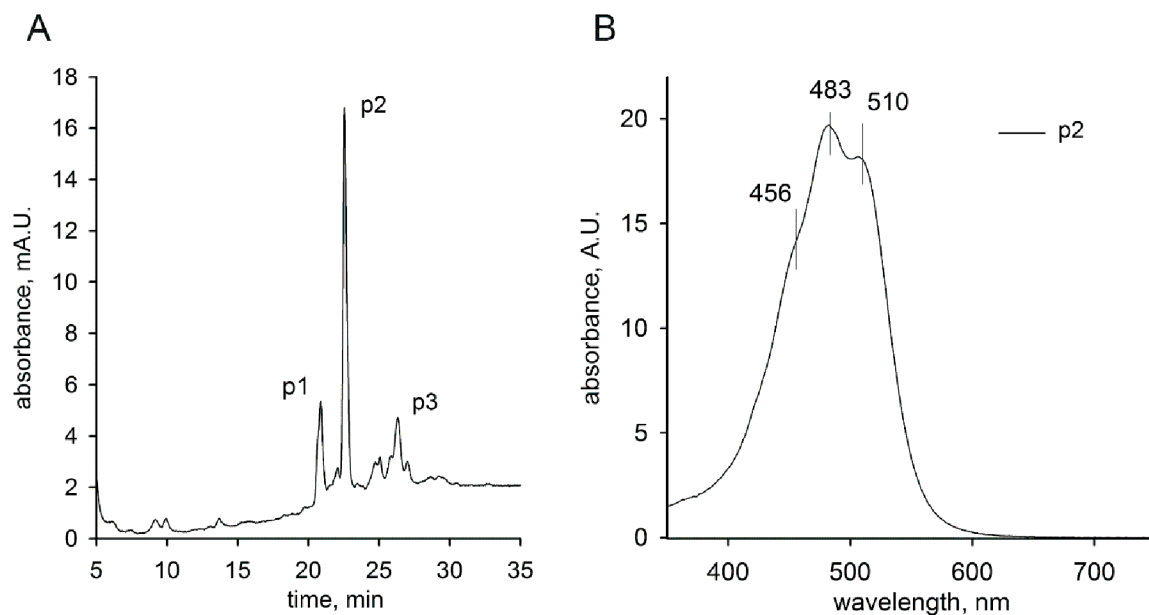 A
absorbance, mA.U.
18
16
14
12
10
8
6
4
2
0
p1
p2
p3
5 10 15 20 25 30 35
time, min
B
absorbance, A.U.
20
15
10
5
0
456
483
510
p2
400 500 600 700
wavelength, nm